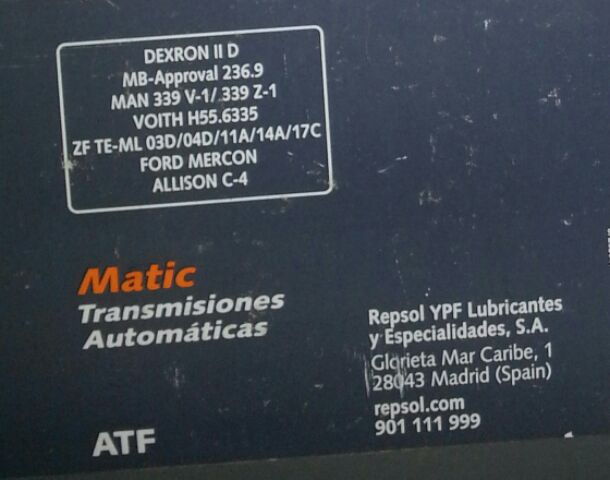 DEXRON II D
MB-Approval 236.9
MAN 339 V-1/ 339 Z-1
VOITH H55.6335
ZF TE-ML 03D/04D/11A/14A/17C
FORD MERCON
ALLISON C-4
Matic
Transmisiones
Automáticas
ATF
Repsol YPF Lubricantes
y Especialidades, S.A.
Glorieta Mar Caribe, 1
28043 Madrid (Spain)
repsol.com
901 111 999